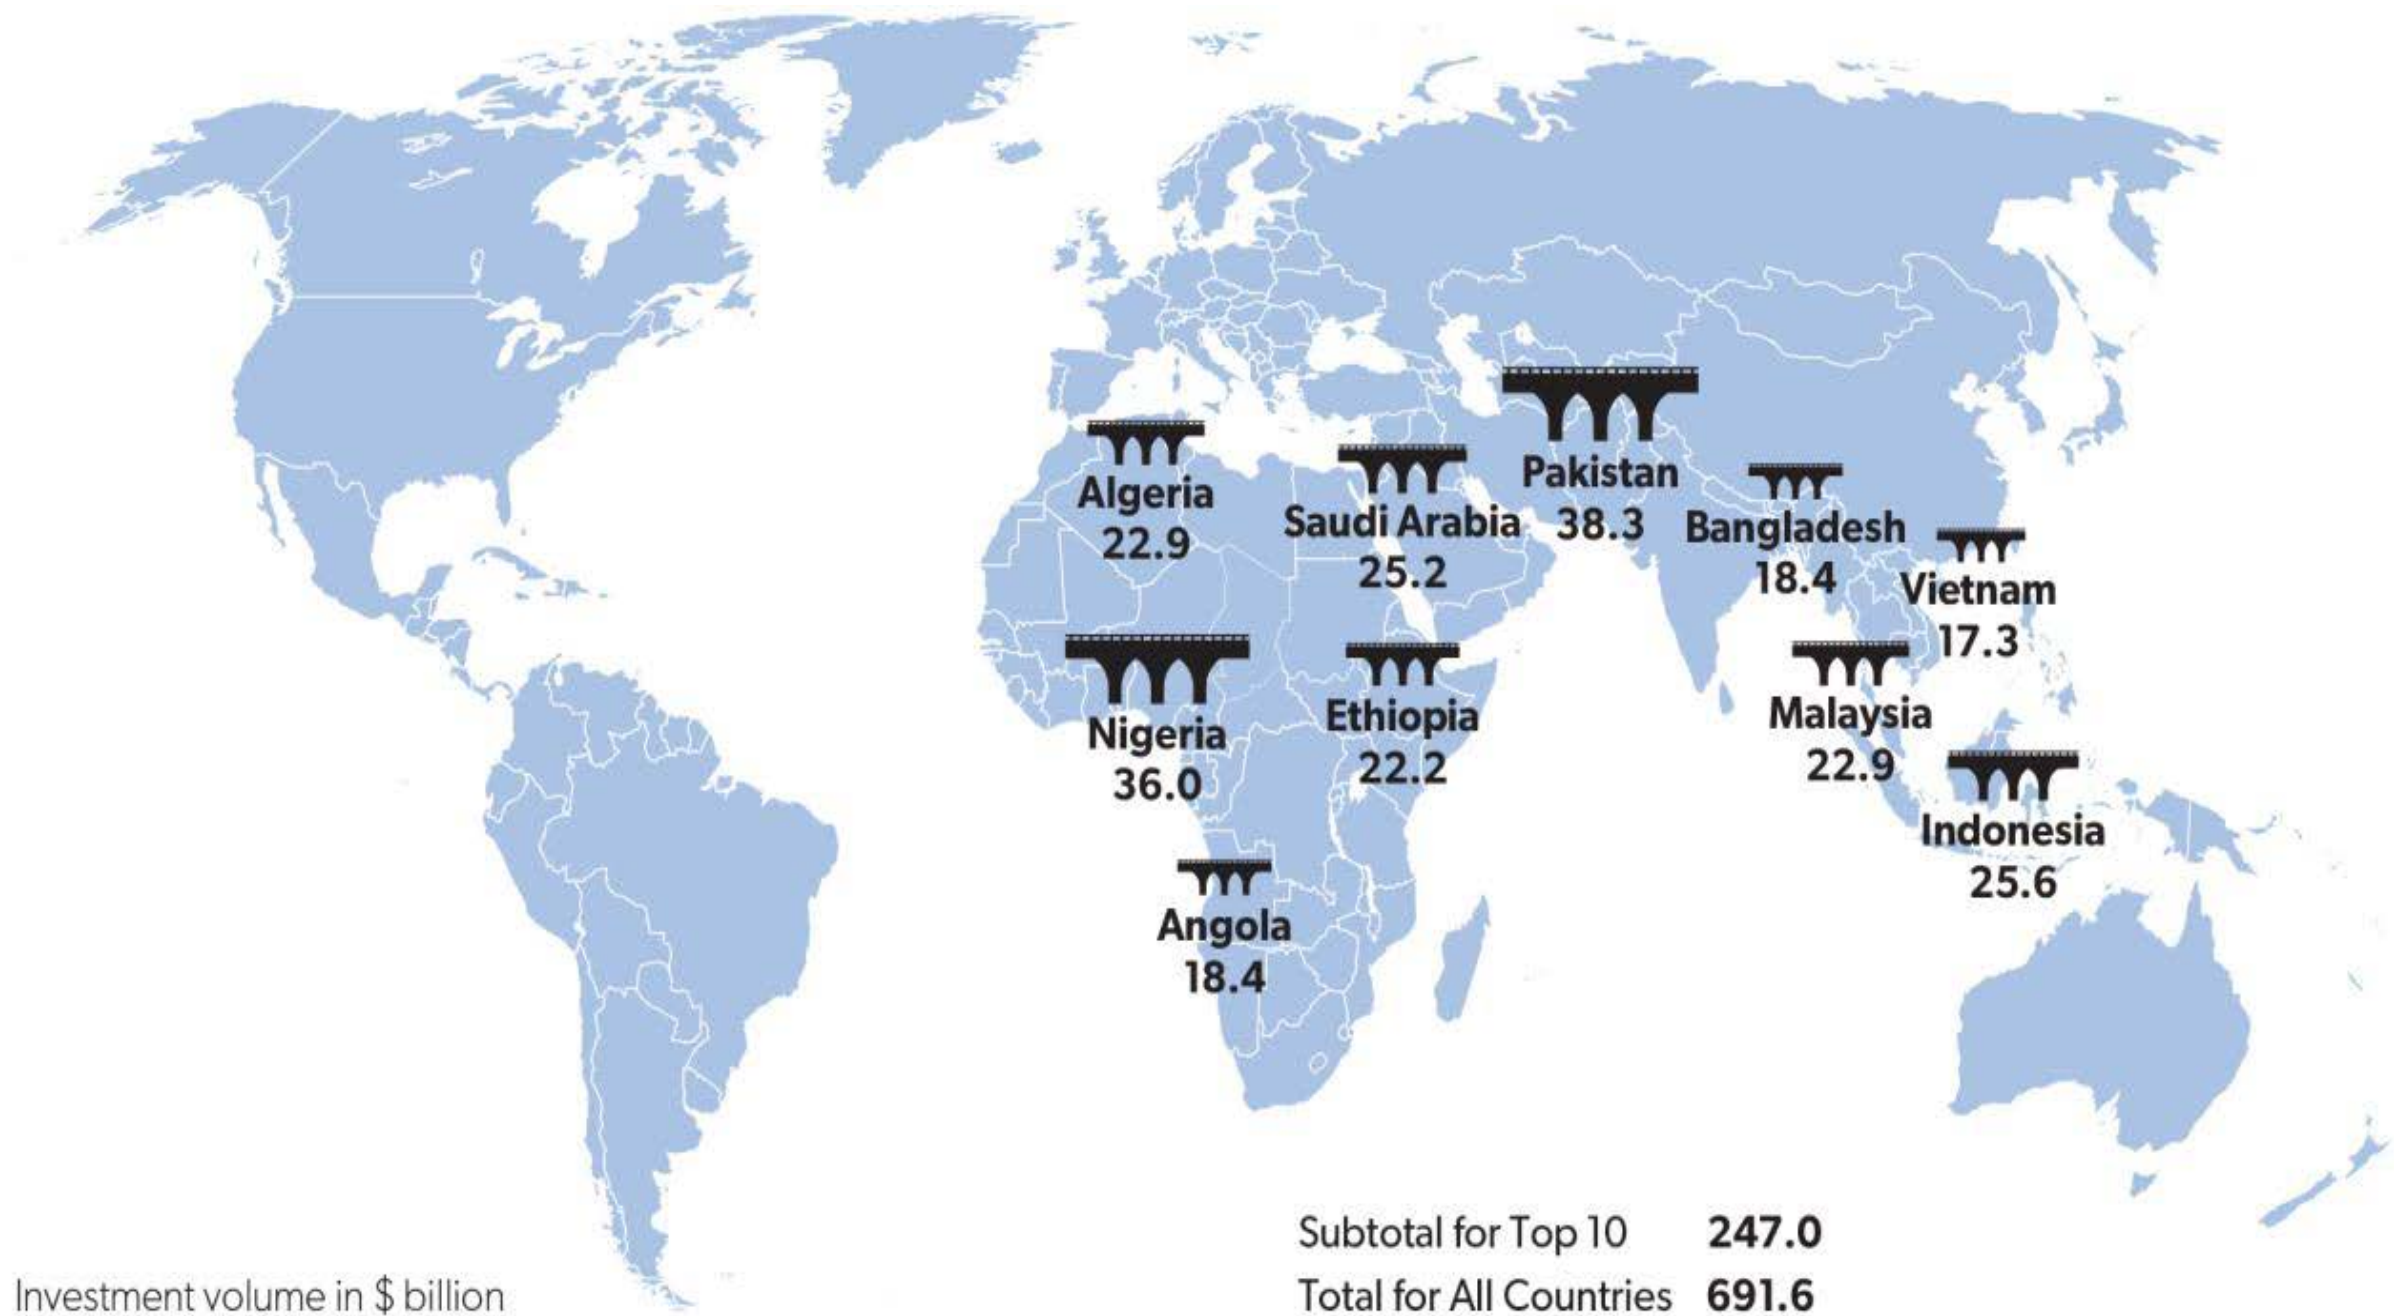 Algeria
22.9
Saudi Arabia
25.2
Pakistan
38.3
Bangladesh
18.4
Vietnam
17.3
Nigeria
36.0
Ethiopia
22.2
Malaysia
22.9
Indonesia
25.6
Angola
18.4
Subtotal for Top 10 247.0
Total for All Countries 691.6
Investment volume in $ billion